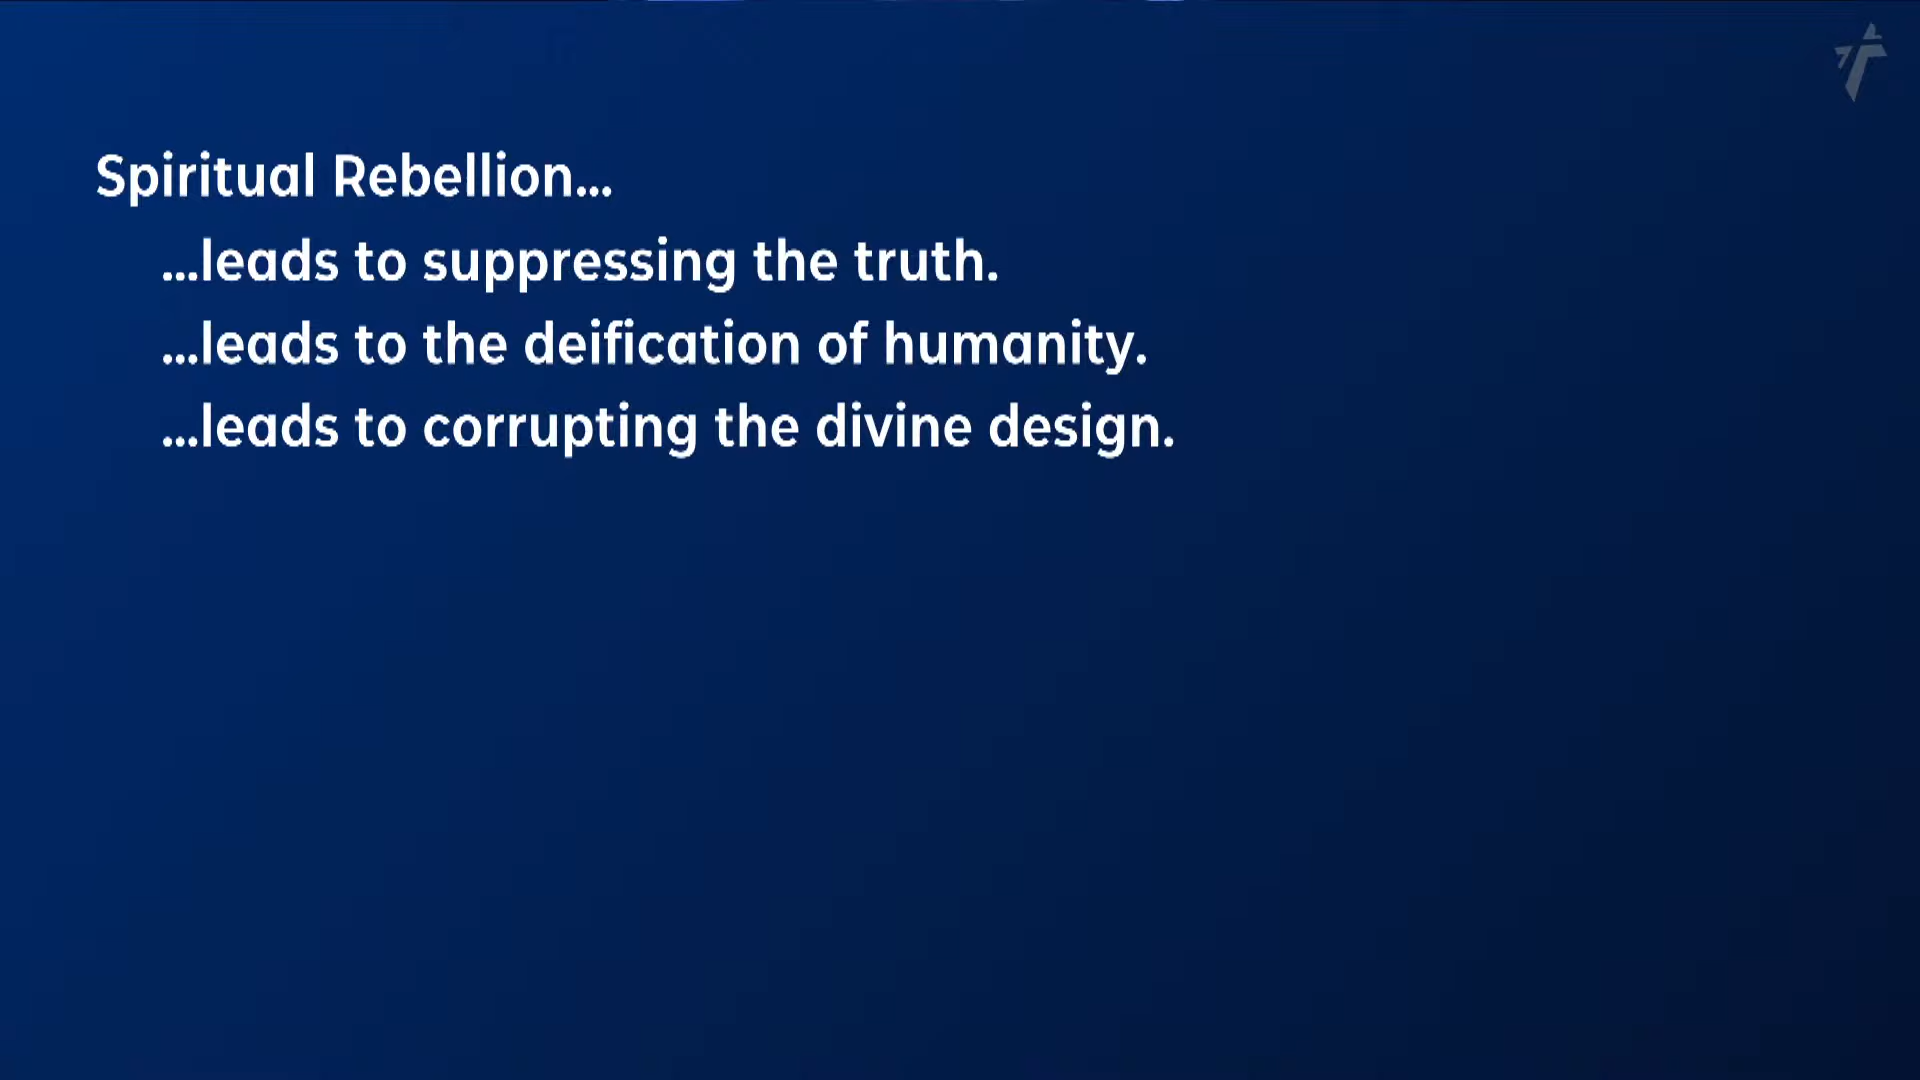 Spiritual Rebellion...
...leads to suppressing the truth.
...leads to the deification of humanity.
...leads to corrupting the divine design.